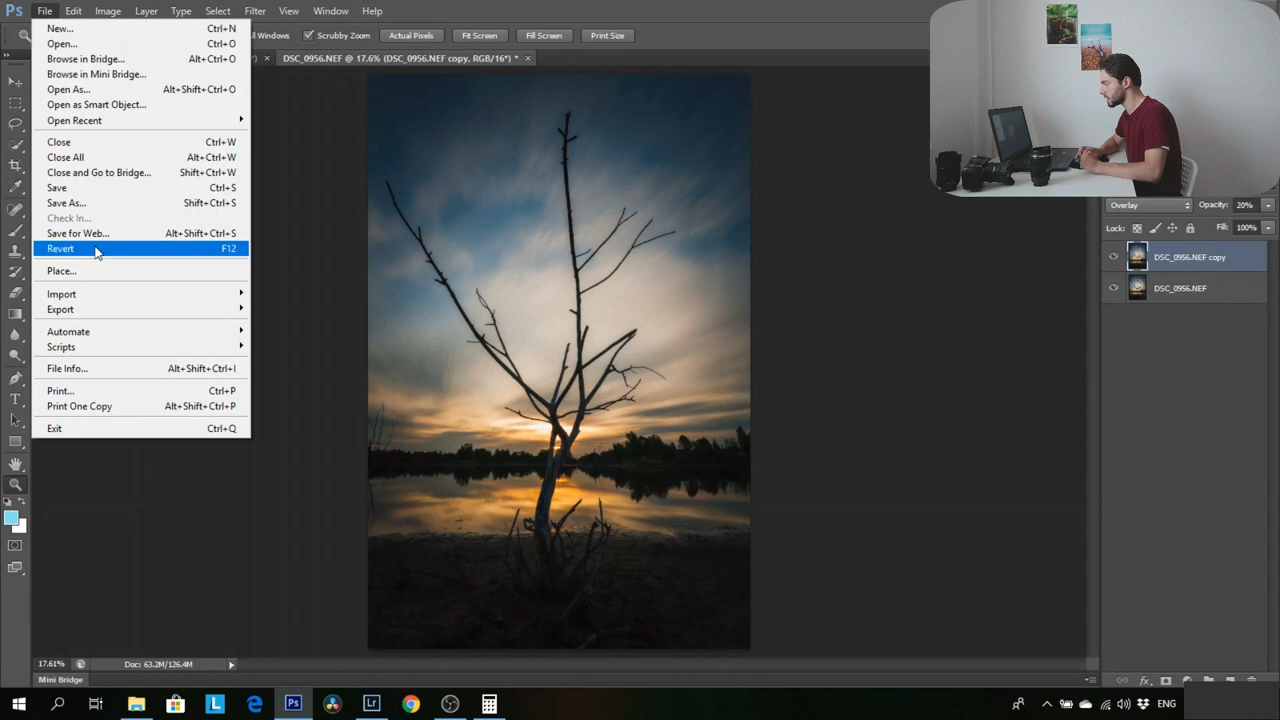 Ps File Edit Image Layer Type Select Filter View Window Help
Windows Scrubby Zoom Actual Pixels Fit Screen Fill Screen Print Size
DSC_0956.NEF @ 17.6% (DSC_0956.NEF copy, RGB/16*) * ×
New... Ctrl+N
Open... Ctrl+O
Browse in Bridge... Alt+Ctrl+O
Browse in Mini Bridge...
Open As... Alt+Shift+Ctrl+O
Open as Smart Object...
Open Recent
Close Ctrl+W
Close All Alt+Ctrl+W
Close and Go to Bridge... Shift+Ctrl+W
Save Ctrl+S
Save As... Shift+Ctrl+S
Check In...
Save for Web... Alt+Shift+Ctrl+S
Revert F12
Place...
Import
Export
Automate
Scripts
File Info... Alt+Shift+Ctrl+I
Print... Ctrl+P
Print One Copy Alt+Shift+Ctrl+P
Exit Ctrl+Q
Overlay Opacity: 20%
Lock: Fill: 100%
DSC_0956.NEF copy
DSC_0956.NEF
17.61% Doc: 63.2M/126.4M
Mini Bridge
fx
L Ps Lr ENG